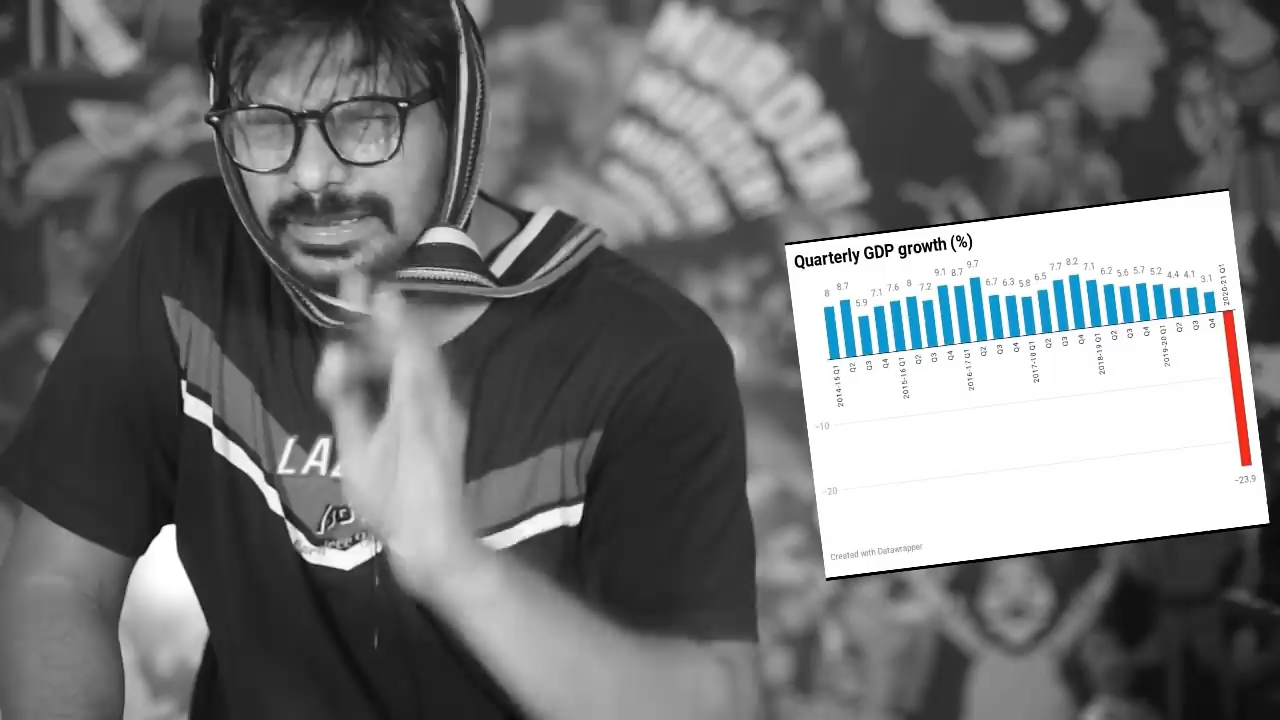 MURDER
MURDER
MURDER
LAL
Quarterly GDP growth (%)
8 8.7 5.9 7.1 7.6 8 7.2 9.1 8.7 9.7 6.7 6.3 5.8 6.5 7.7 8.2 7.1 6.2 5.6 5.7 5.2 4.4 4.1 3.1
2014-15 Q1 Q2 Q3 Q4 2015-16 Q1 Q2 Q3 Q4 2016-17 Q1 Q2 Q3 Q4 2017-18 Q1 Q2 Q3 Q4 2018-19 Q1 Q2 Q3 Q4 2019-20 Q1 Q2 Q3 Q4 2020-21 Q1
−10
−20
−23.9
Created with Datawrapper